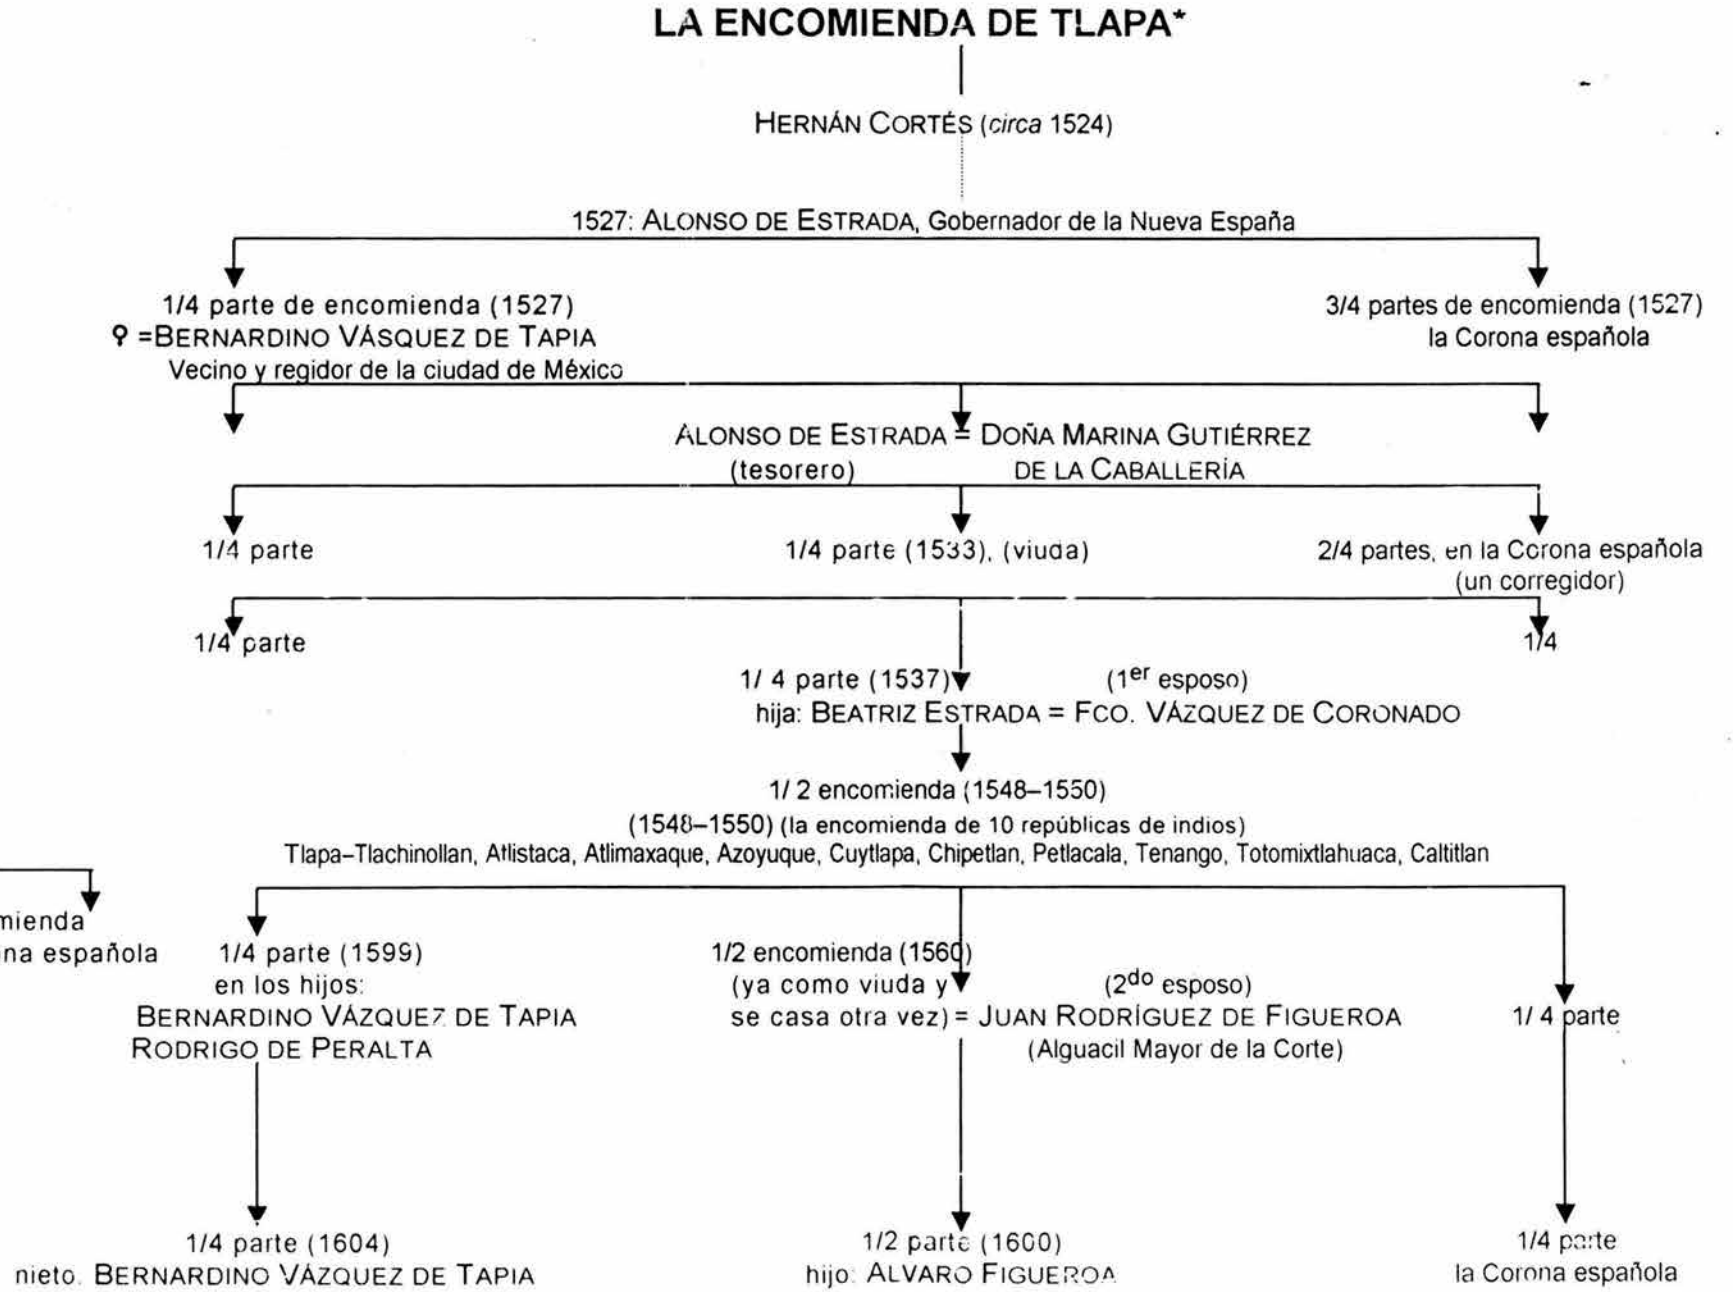 LA ENCOMIENDA DE TLAPA*
HERNÁN CORTÉS (circa 1524)
1527: ALONSO DE ESTRADA, Gobernador de la Nueva España
1/4 parte de encomienda (1527)
♀ =BERNARDINO VÁSQUEZ DE TAPIA
Vecino y regidor de la ciudad de México
3/4 partes de encomienda (1527)
la Corona española
ALONSO DE ESTRADA = DOÑA MARINA GUTIÉRREZ
(tesorero) DE LA CABALLERÍA
1/4 parte
1/4 parte (1533), (viuda)
2/4 partes, en la Corona española
(un corregidor)
1/4 parte
1/4
1/ 4 parte (1537) (1er esposo)
hija: BEATRIZ ESTRADA = FCO. VÁZQUEZ DE CORONADO
1/ 2 encomienda (1548–1550)
(1548–1550) (la encomienda de 10 repúblicas de indios)
Tlapa–Tlachinollan, Atlistaca, Atlimaxaque, Azoyuque, Cuytlapa, Chipetlan, Petlacala, Tenango, Totomixtlahuaca, Caltitlan
mienda
na española
1/4 parte (1599)
en los hijos:
BERNARDINO VÁZQUEZ DE TAPIA
RODRIGO DE PERALTA
1/2 encomienda (1560)
(ya como viuda y (2do esposo)
se casa otra vez) = JUAN RODRÍGUEZ DE FIGUEROA
(Alguacil Mayor de la Corte)
1/ 4 parte
1/4 parte (1604)
nieto. BERNARDINO VÁZQUEZ DE TAPIA
1/2 parte (1600)
hijo: ALVARO FIGUEROA
1/4 parte
la Corona española